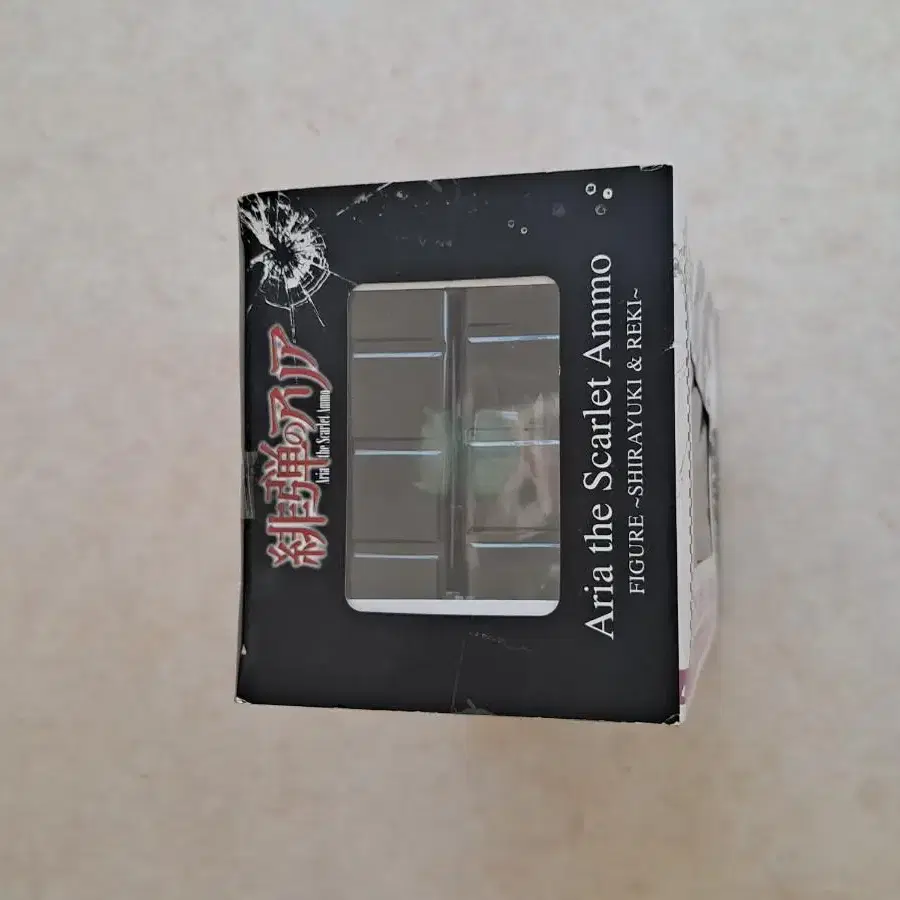 緋弾のアリア
Aria the Scarlet Ammo
Aria the Scarlet Ammo
FIGURE ~SHIRAYUKI & REKI~